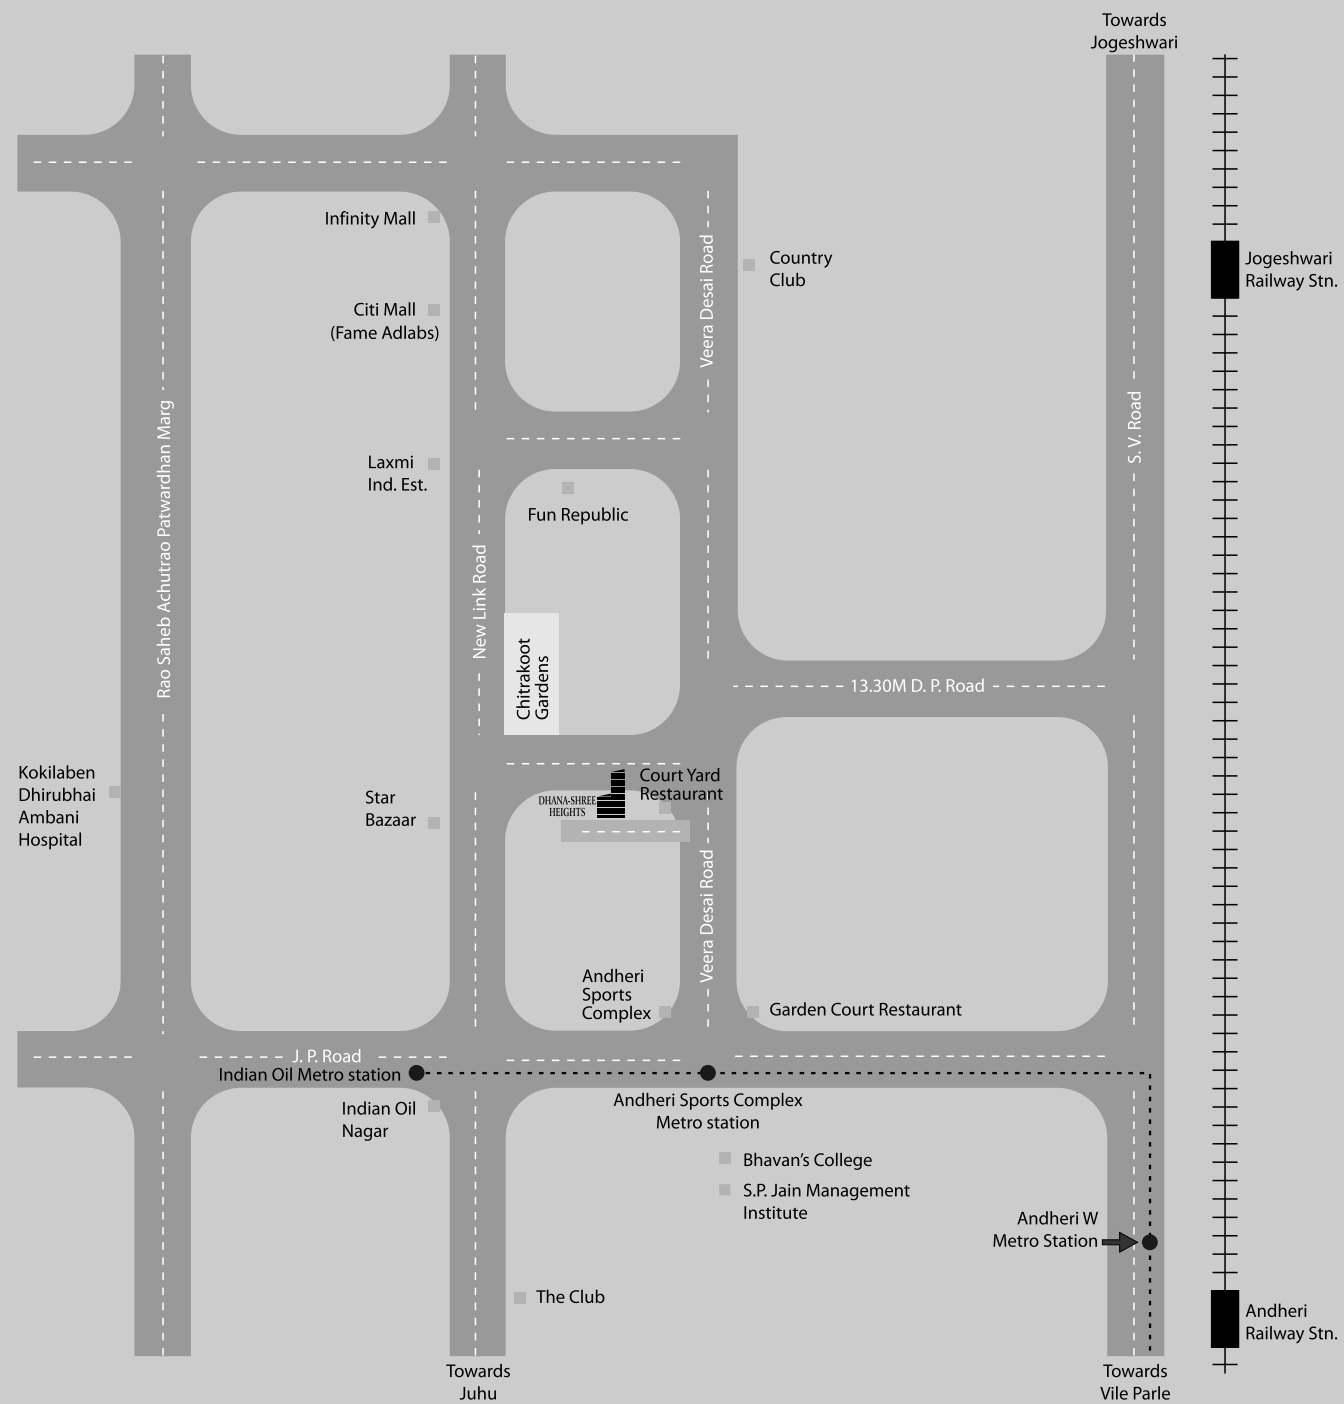 Towards
Jogeshwari
Infinity Mall
Country
Club
Jogeshwari
Railway Stn.
Citi Mall
(Fame Adlabs)
Veera Desai Road
Rao Saheb Achutrao Patwardhan Marg
S. V. Road
Laxmi
Ind. Est.
Fun Republic
New Link Road
Chitrakoot
Gardens
13.30M D. P. Road
Kokilaben
Dhirubhai
Ambani
Hospital
Star
Bazaar
DHANA-SHREE
HEIGHTS
Court Yard
Restaurant
Veera Desai Road
Andheri
Sports
Complex
Garden Court Restaurant
J. P. Road
Indian Oil Metro station
Indian Oil
Nagar
Andheri Sports Complex
Metro station
Bhavan’s College
S.P. Jain Management
Institute
Andheri W
Metro Station
The Club
Andheri
Railway Stn.
Towards
Juhu
Towards
Vile Parle